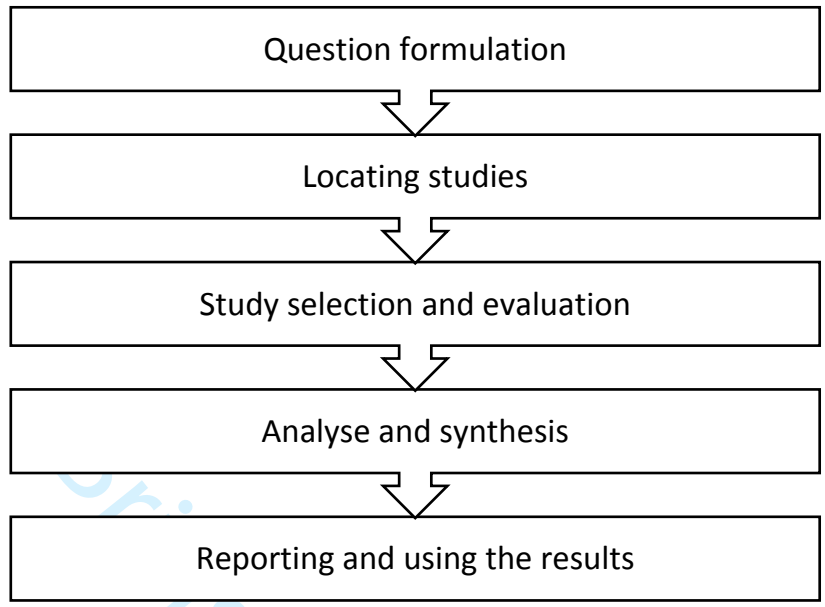 Question formulation
Locating studies
Study selection and evaluation
Analyse and synthesis
Reporting and using the results